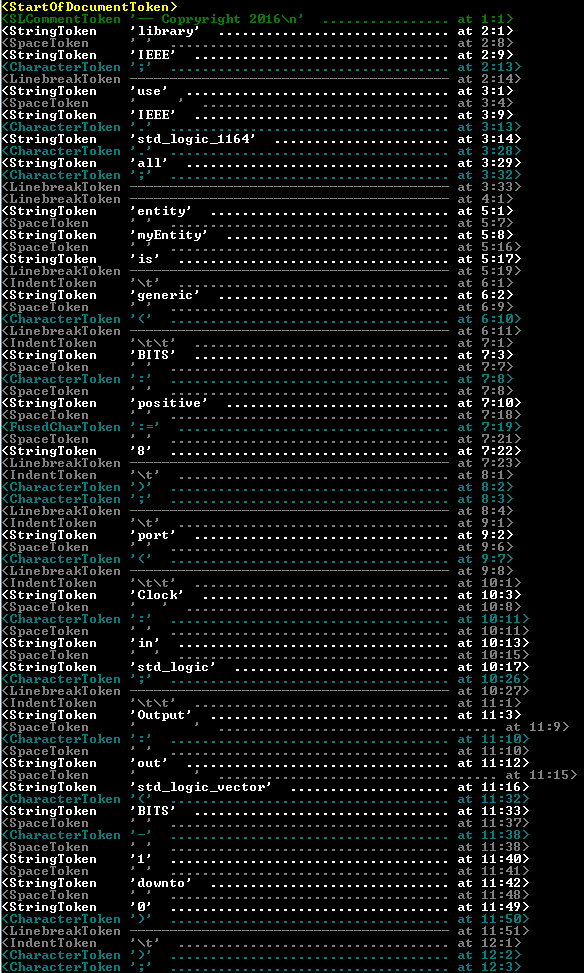 <StartOfDocumentToken>
<SLCommentToken '-- Copryright 2016\n' ................ at 1:1>
<StringToken 'library' .............................. at 2:1>
<SpaceToken ' ' .................................... at 2:8>
<StringToken 'IEEE' ................................. at 2:9>
<CharacterToken ';' .................................... at 2:13>
<LinebreakToken ---------------------------------------- at 2:14>
<StringToken 'use' .................................. at 3:1>
<SpaceToken '     ' ................................ at 3:4>
<StringToken 'IEEE' ................................. at 3:9>
<CharacterToken '.' .................................... at 3:13>
<StringToken 'std_logic_1164' ....................... at 3:14>
<CharacterToken '.' .................................... at 3:28>
<StringToken 'all' .................................. at 3:29>
<CharacterToken ';' .................................... at 3:32>
<LinebreakToken ---------------------------------------- at 3:33>
<LinebreakToken ---------------------------------------- at 4:1>
<StringToken 'entity' ............................... at 5:1>
<SpaceToken ' ' .................................... at 5:7>
<StringToken 'myEntity' ............................. at 5:8>
<SpaceToken ' ' .................................... at 5:16>
<StringToken 'is' ................................... at 5:17>
<LinebreakToken ---------------------------------------- at 5:19>
<IndentToken '\t' ................................... at 6:1>
<StringToken 'generic' .............................. at 6:2>
<SpaceToken ' ' .................................... at 6:9>
<CharacterToken '(' .................................... at 6:10>
<LinebreakToken ---------------------------------------- at 6:11>
<IndentToken '\t\t' ................................. at 7:1>
<StringToken 'BITS' ................................. at 7:3>
<SpaceToken ' ' .................................... at 7:7>
<CharacterToken ':' .................................... at 7:8>
<SpaceToken ' ' .................................... at 7:8>
<StringToken 'positive' ............................. at 7:10>
<SpaceToken ' ' .................................... at 7:18>
<FusedCharToken ':=' ................................... at 7:19>
<SpaceToken ' ' .................................... at 7:21>
<StringToken '8' .................................... at 7:22>
<LinebreakToken ---------------------------------------- at 7:23>
<IndentToken '\t' ................................... at 8:1>
<CharacterToken ')' .................................... at 8:2>
<CharacterToken ';' .................................... at 8:3>
<LinebreakToken ---------------------------------------- at 8:4>
<IndentToken '\t' ................................... at 9:1>
<StringToken 'port' ................................. at 9:2>
<SpaceToken ' ' .................................... at 9:6>
<CharacterToken '(' .................................... at 9:7>
<LinebreakToken ---------------------------------------- at 9:8>
<IndentToken '\t\t' ................................. at 10:1>
<StringToken 'Clock' ................................ at 10:3>
<SpaceToken '   ' .................................. at 10:8>
<CharacterToken ':' .................................... at 10:11>
<SpaceToken ' ' .................................... at 10:11>
<StringToken 'in' ................................... at 10:13>
<SpaceToken ' ' .................................... at 10:15>
<StringToken 'std_logic' ............................ at 10:17>
<CharacterToken ';' .................................... at 10:26>
<LinebreakToken ---------------------------------------- at 10:27>
<IndentToken '\t\t' ................................. at 11:1>
<StringToken 'Output' ............................... at 11:3>
<SpaceToken '       ' .................................... at 11:9>
<CharacterToken ':' .................................... at 11:10>
<SpaceToken ' ' .................................... at 11:10>
<StringToken 'out' .................................. at 11:12>
<SpaceToken '   ' .................................... at 11:15>
<StringToken 'std_logic_vector' ..................... at 11:16>
<CharacterToken '(' .................................... at 11:32>
<StringToken 'BITS' ................................. at 11:33>
<SpaceToken ' ' .................................... at 11:37>
<CharacterToken '-' .................................... at 11:38>
<SpaceToken ' ' .................................... at 11:38>
<StringToken '1' .................................... at 11:40>
<SpaceToken ' ' .................................... at 11:41>
<StringToken 'downto' ............................... at 11:42>
<SpaceToken ' ' .................................... at 11:48>
<StringToken '0' .................................... at 11:49>
<CharacterToken ')' .................................... at 11:50>
<LinebreakToken ---------------------------------------- at 11:51>
<IndentToken '\t' ................................... at 12:1>
<CharacterToken ')' .................................... at 12:2>
<CharacterToken ';' .................................... at 12:3>